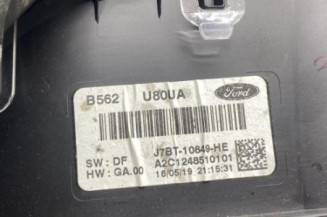 B562 U80UA Ford
J7BT-10849-HE
SW: DF A2C1248510101
HW: GA.00 16/05/19 21:15:31